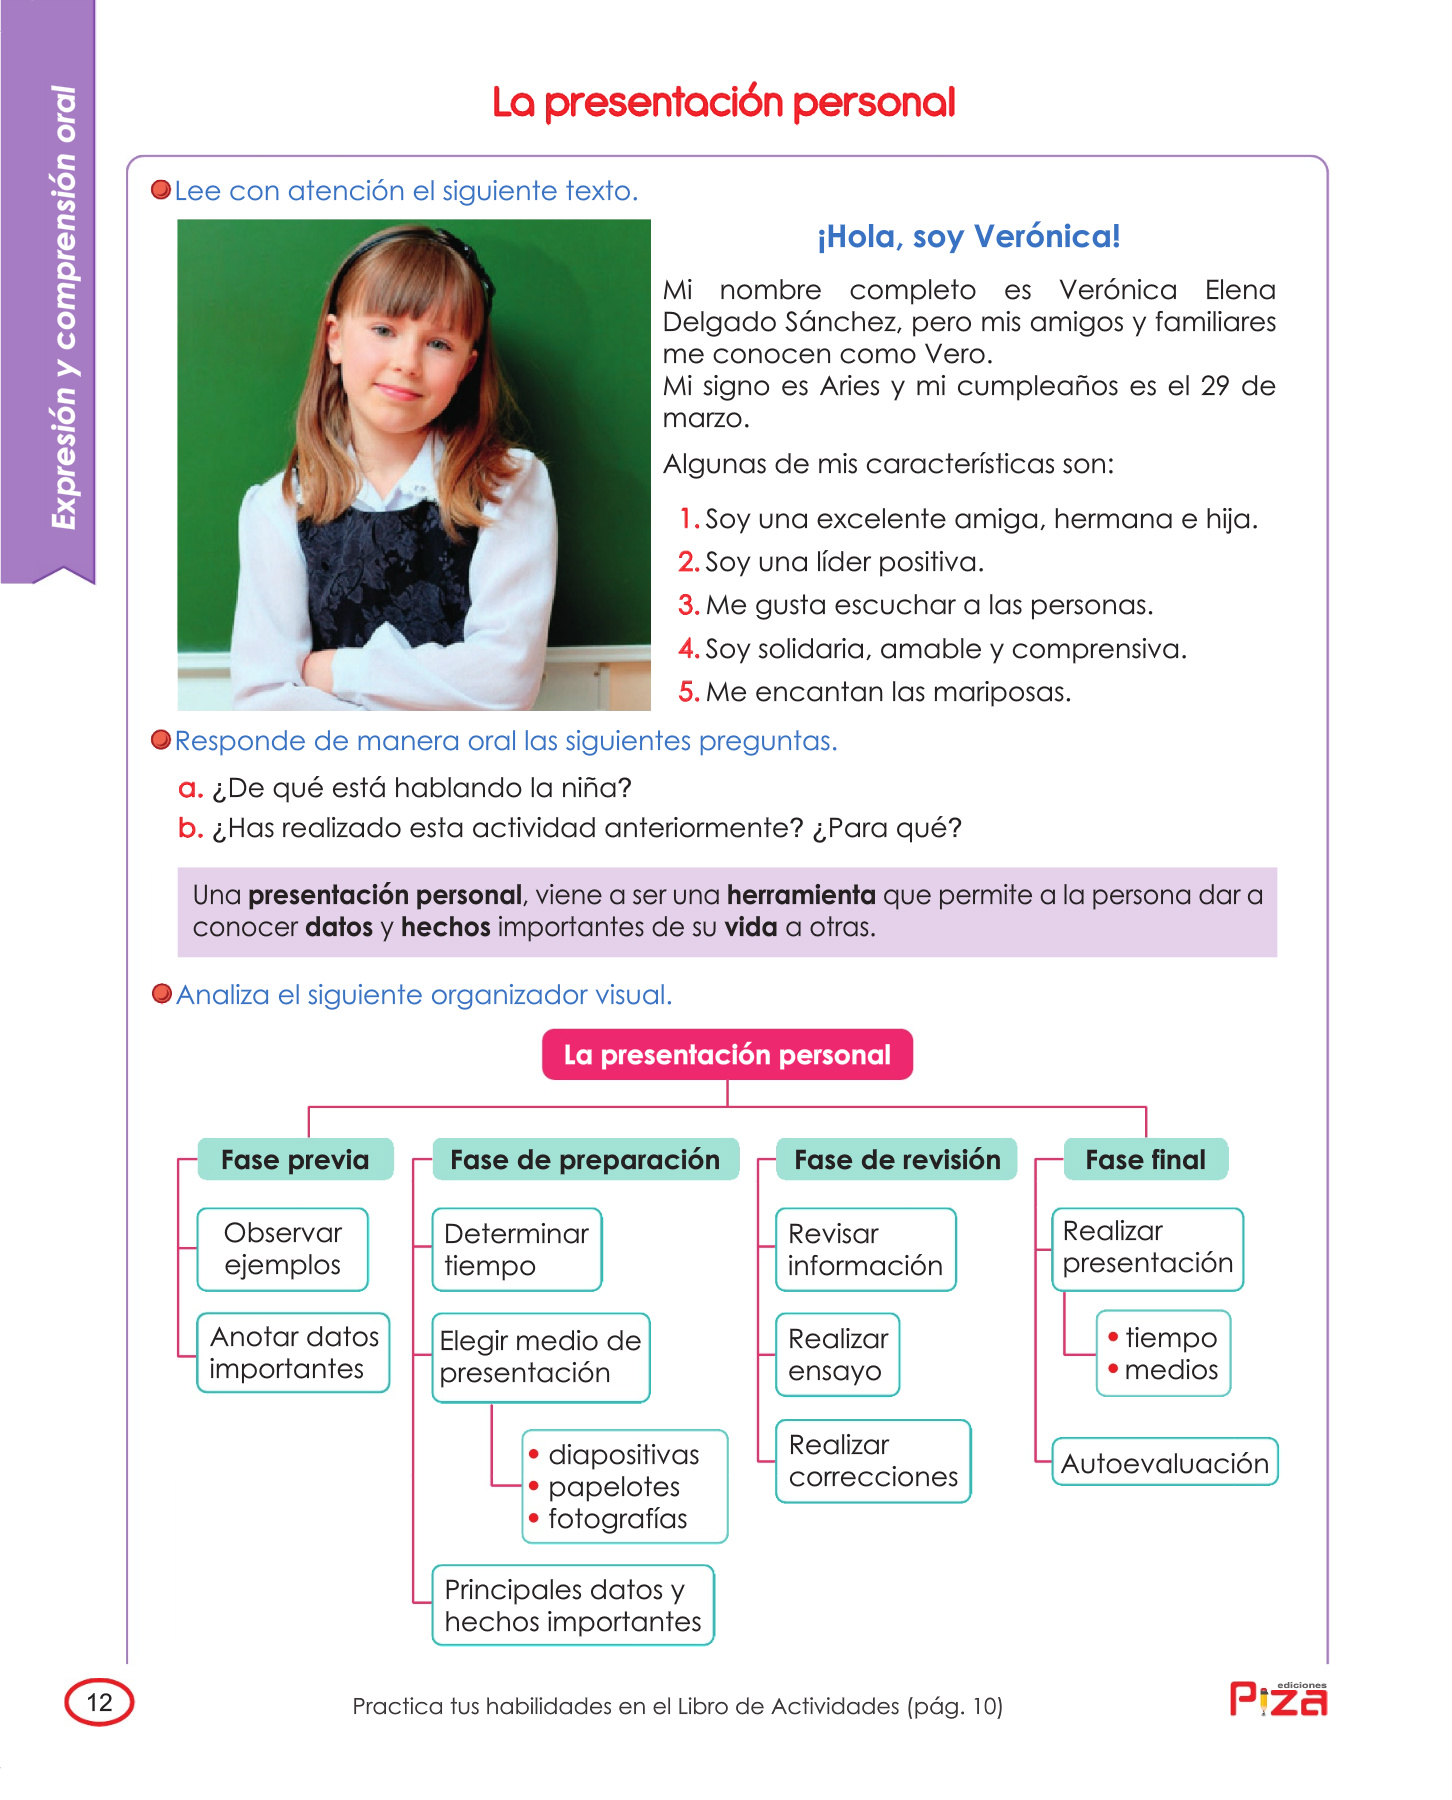 Expresión y comprensión oral
La presentación personal
Lee con atención el siguiente texto.
¡Hola, soy Verónica!
Mi nombre completo es Verónica Elena
Delgado Sánchez, pero mis amigos y familiares
me conocen como Vero.
Mi signo es Aries y mi cumpleaños es el 29 de
marzo.
Algunas de mis características son:
1. Soy una excelente amiga, hermana e hija.
2. Soy una líder positiva.
3. Me gusta escuchar a las personas.
4. Soy solidaria, amable y comprensiva.
5. Me encantan las mariposas.
Responde de manera oral las siguientes preguntas.
a. ¿De qué está hablando la niña?
b. ¿Has realizado esta actividad anteriormente? ¿Para qué?
Una presentación personal, viene a ser una herramienta que permite a la persona dar a
conocer datos y hechos importantes de su vida a otras.
Analiza el siguiente organizador visual.
La presentación personal
Fase previa
Observar
ejemplos
Anotar datos
importantes
Fase de preparación
Determinar
tiempo
Elegir medio de
presentación
• diapositivas
• papelotes
• fotografías
Principales datos y
hechos importantes
Fase de revisión
Revisar
información
Realizar
ensayo
Realizar
correcciones
Fase final
Realizar
presentación
• tiempo
• medios
Autoevaluación
12
Practica tus habilidades en el Libro de Actividades (pág. 10)
ediciones
Piza